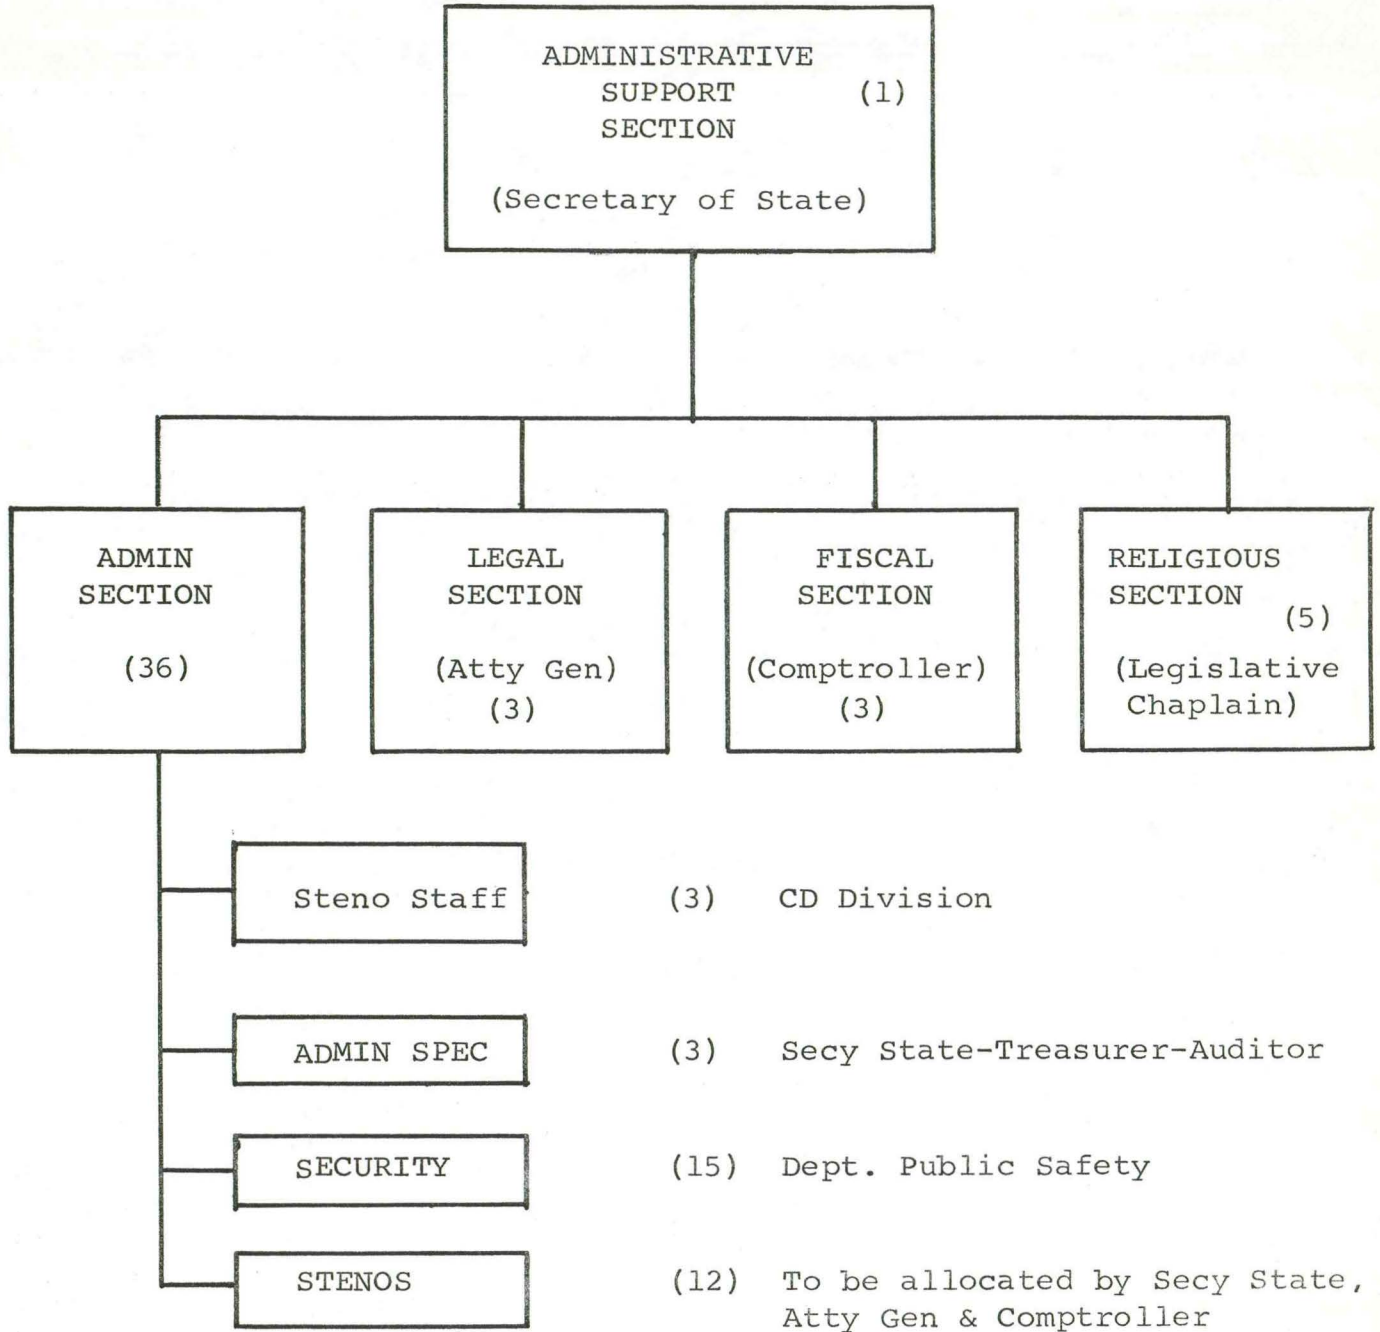 ADMINISTRATIVE
SUPPORT (1)
SECTION
(Secretary of State)
ADMIN
SECTION
(36)
LEGAL
SECTION
(Atty Gen)
(3)
FISCAL
SECTION
(Comptroller)
(3)
RELIGIOUS
SECTION
(5)
(Legislative
Chaplain)
Steno Staff (3) CD Division
ADMIN SPEC (3) Secy State-Treasurer-Auditor
SECURITY (15) Dept. Public Safety
STENOS (12) To be allocated by Secy State,
Atty Gen & Comptroller